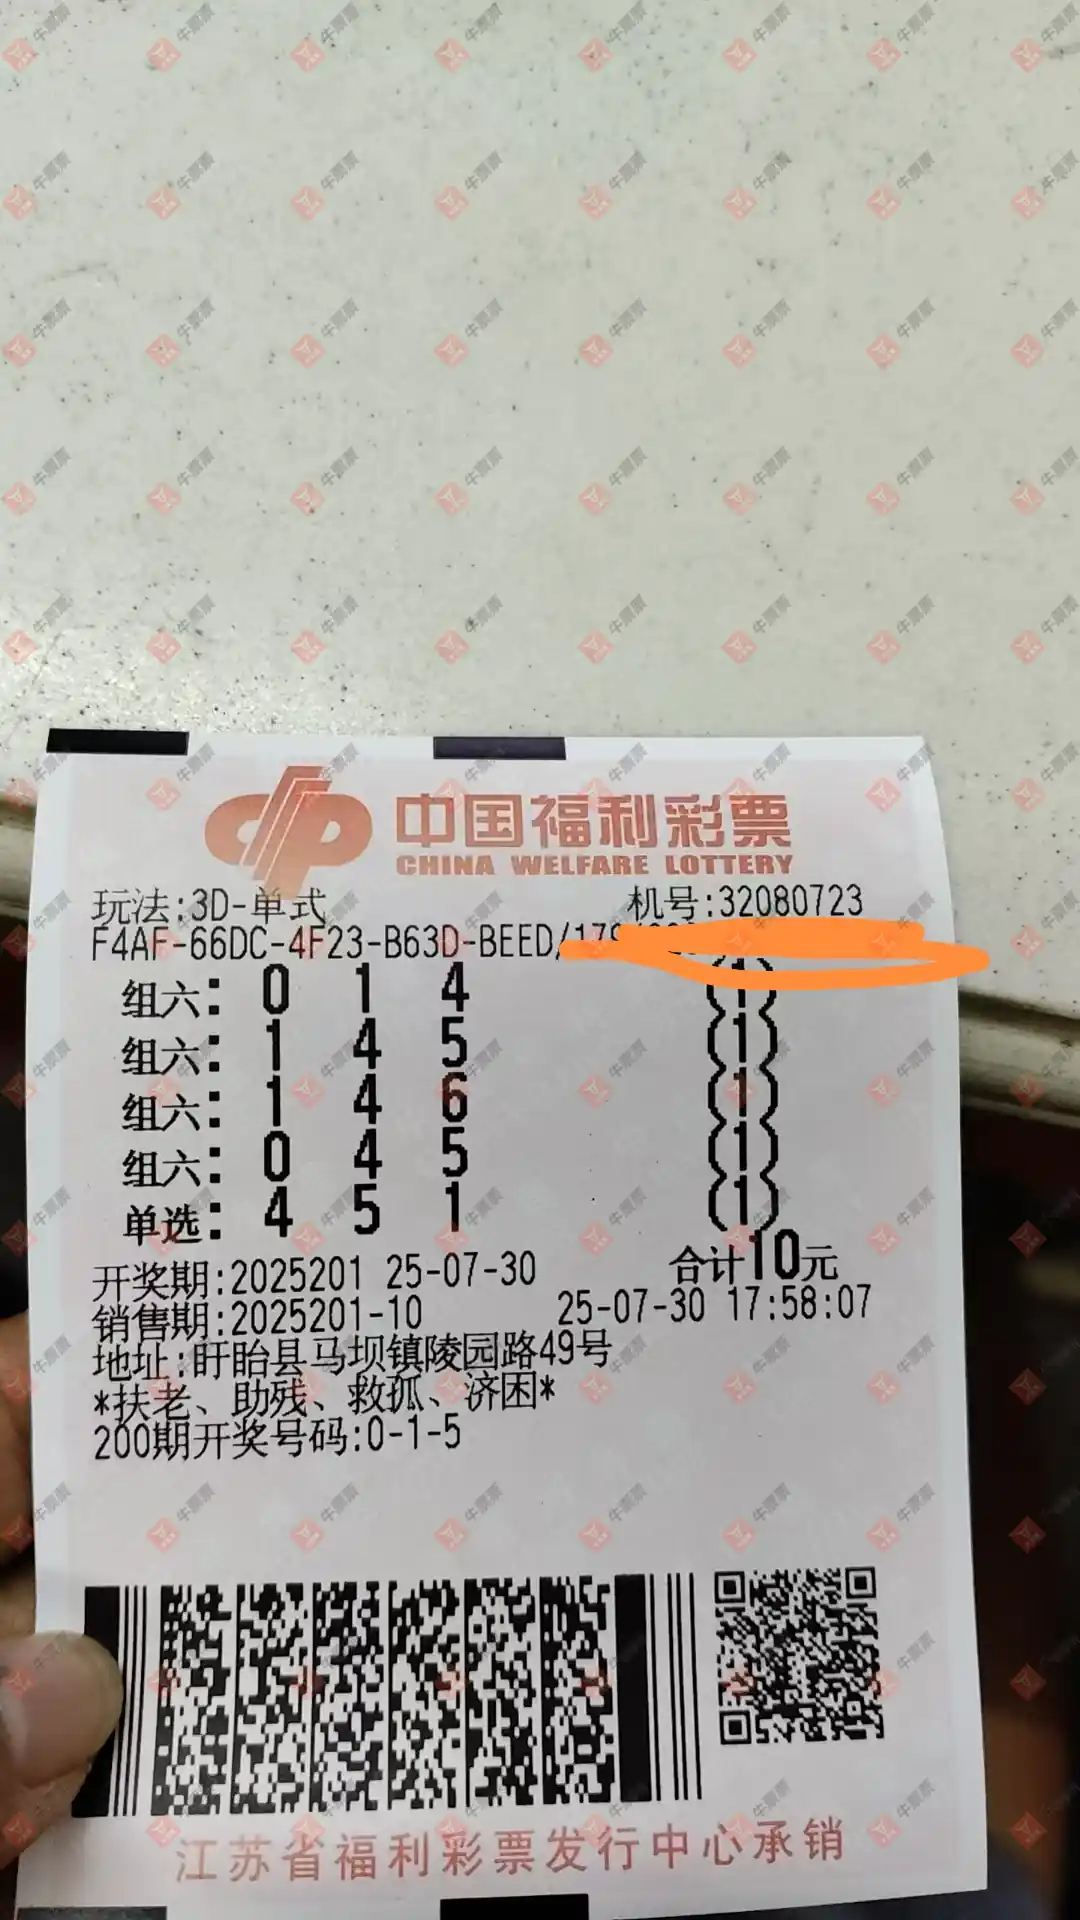 中国福利彩票
CHINA WELFARE LOTTERY
玩法:3D-单式 机号:32080723
F4AF-66DC-4F23-B63D-BEED/
组六: 0 1 4 (1)
组六: 1 4 5 (1)
组六: 1 4 6 (1)
组六: 0 4 5 (1)
单选: 4 5 1 (1)
开奖期:2025201 25-07-30 合计10元
销售期:2025201-10 25-07-30 17:58:07
地址:盱眙县马坝镇陵园路49号
*扶老、助残、救孤、济困*
200期开奖号码:0-1-5
江苏省福利彩票发行中心承销